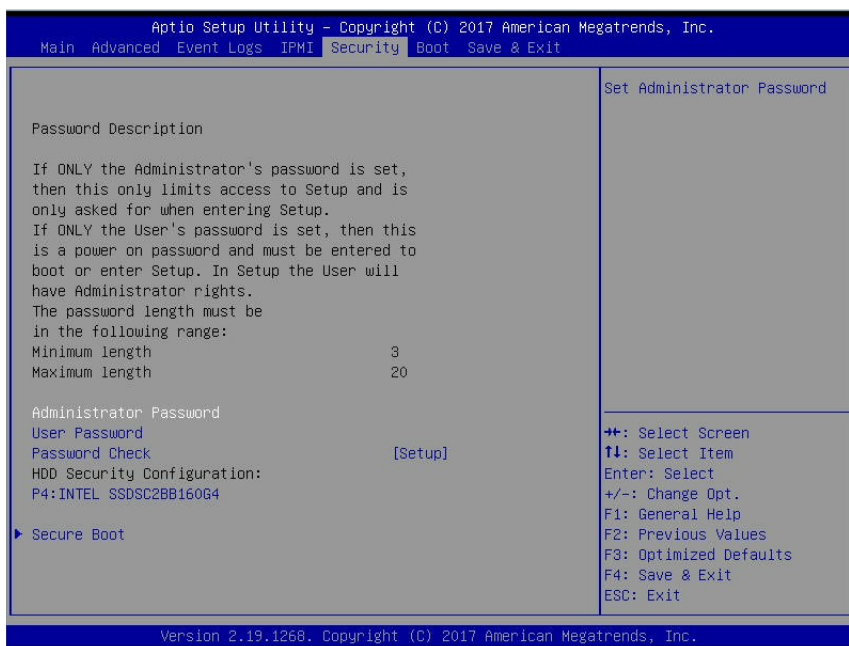 Aptio Setup Utility – Copyright (C) 2017 American Megatrends, Inc.
Main Advanced Event Logs IPMI Security Boot Save & Exit
Password Description
If ONLY the Administrator's password is set,
then this only limits access to Setup and is
only asked for when entering Setup.
If ONLY the User's password is set, then this
is a power on password and must be entered to
boot or enter Setup. In Setup the User will
have Administrator rights.
The password length must be
in the following range:
Minimum length 3
Maximum length 20
Administrator Password
User Password
Password Check [Setup]
HDD Security Configuration:
P4:INTEL SSDSC2BB160G4
Secure Boot
Set Administrator Password
→←: Select Screen
↑↓: Select Item
Enter: Select
+/-: Change Opt.
F1: General Help
F2: Previous Values
F3: Optimized Defaults
F4: Save & Exit
ESC: Exit
Version 2.19.1268. Copyright (C) 2017 American Megatrends, Inc.